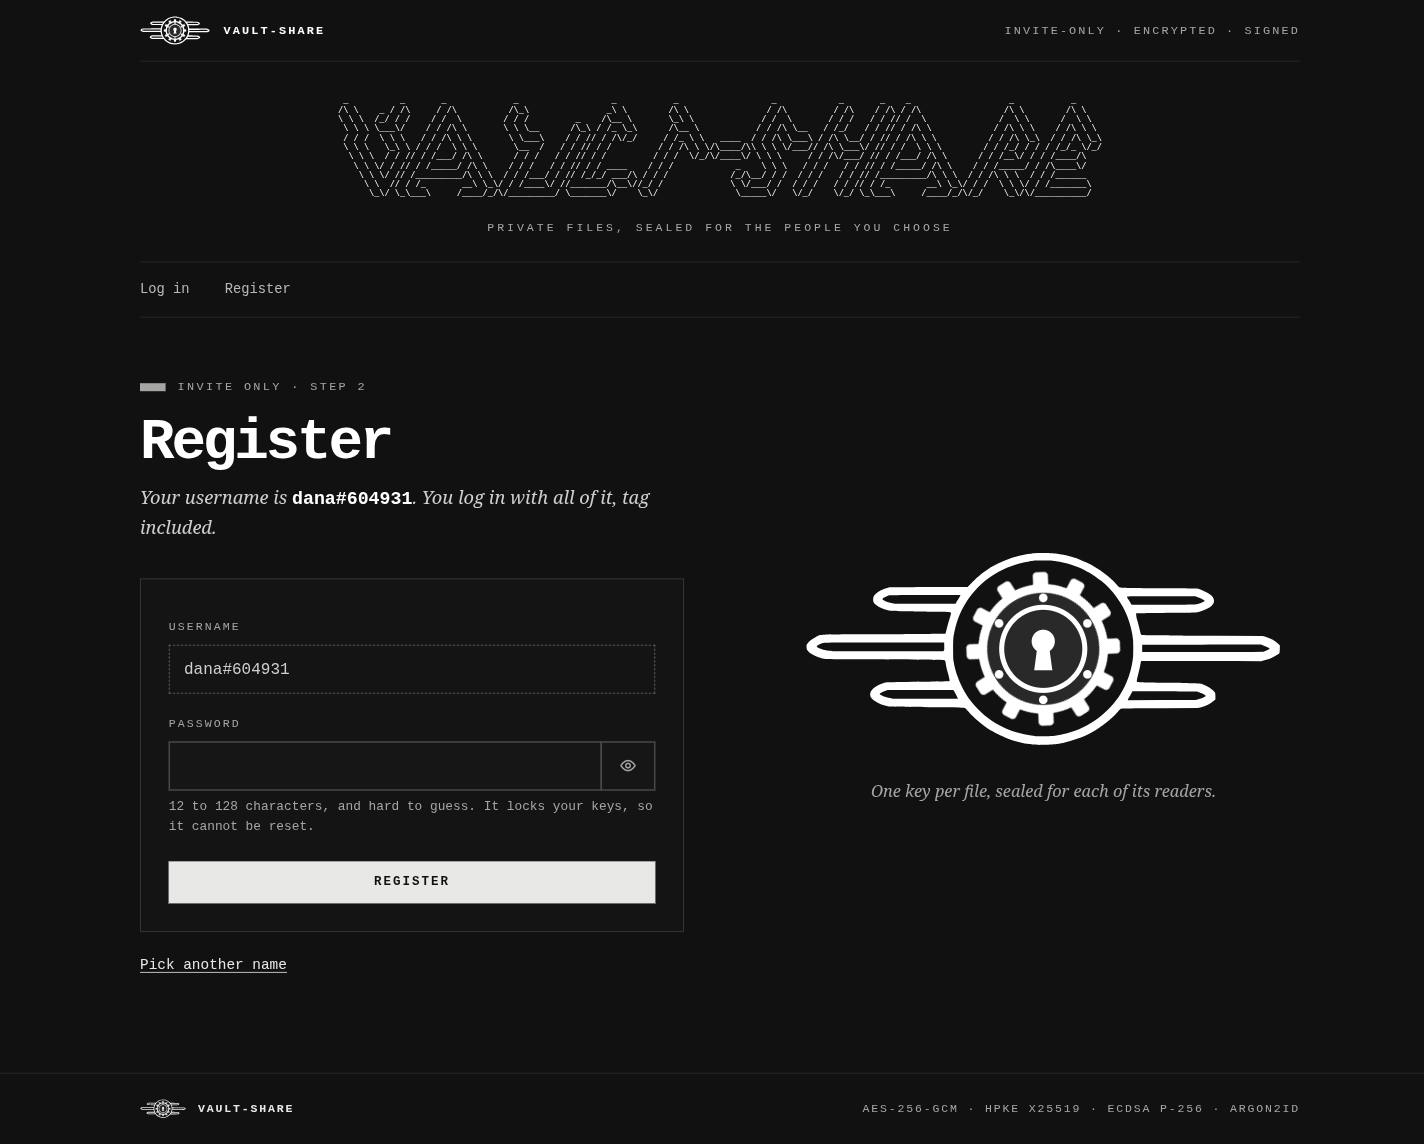 VAULT-SHARE
INVITE-ONLY · ENCRYPTED · SIGNED
VAULT-SHARE
PRIVATE FILES, SEALED FOR THE PEOPLE YOU CHOOSE
Log in
Register
INVITE ONLY · STEP 2
Register
Your username is dana#604931. You log in with all of it, tag
included.
USERNAME
dana#604931
PASSWORD
12 to 128 characters, and hard to guess. It locks your keys, so
it cannot be reset.
REGISTER
Pick another name
One key per file, sealed for each of its readers.
VAULT-SHARE
AES-256-GCM · HPKE X25519 · ECDSA P-256 · ARGON2ID